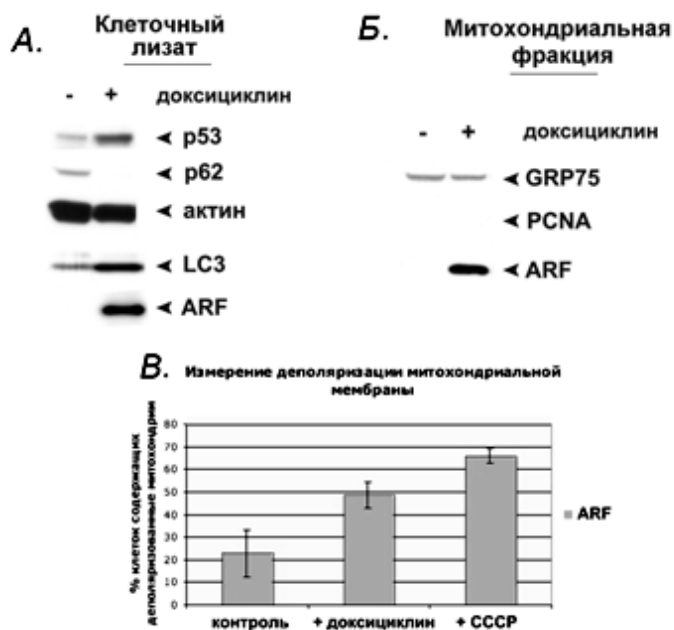 А.
Клеточный
лизат
- + доксициклин
p53
p62
актин
LC3
ARF
Б.
Митохондриальная
фракция
- + доксициклин
GRP75
PCNA
ARF
В. Измерение деполяризации митохондриальной
мембраны
% клеток содержащих
деполяризованные митохондрии
80
70
60
50
40
30
20
10
0
контроль + доксициклин + CCCP
ARF